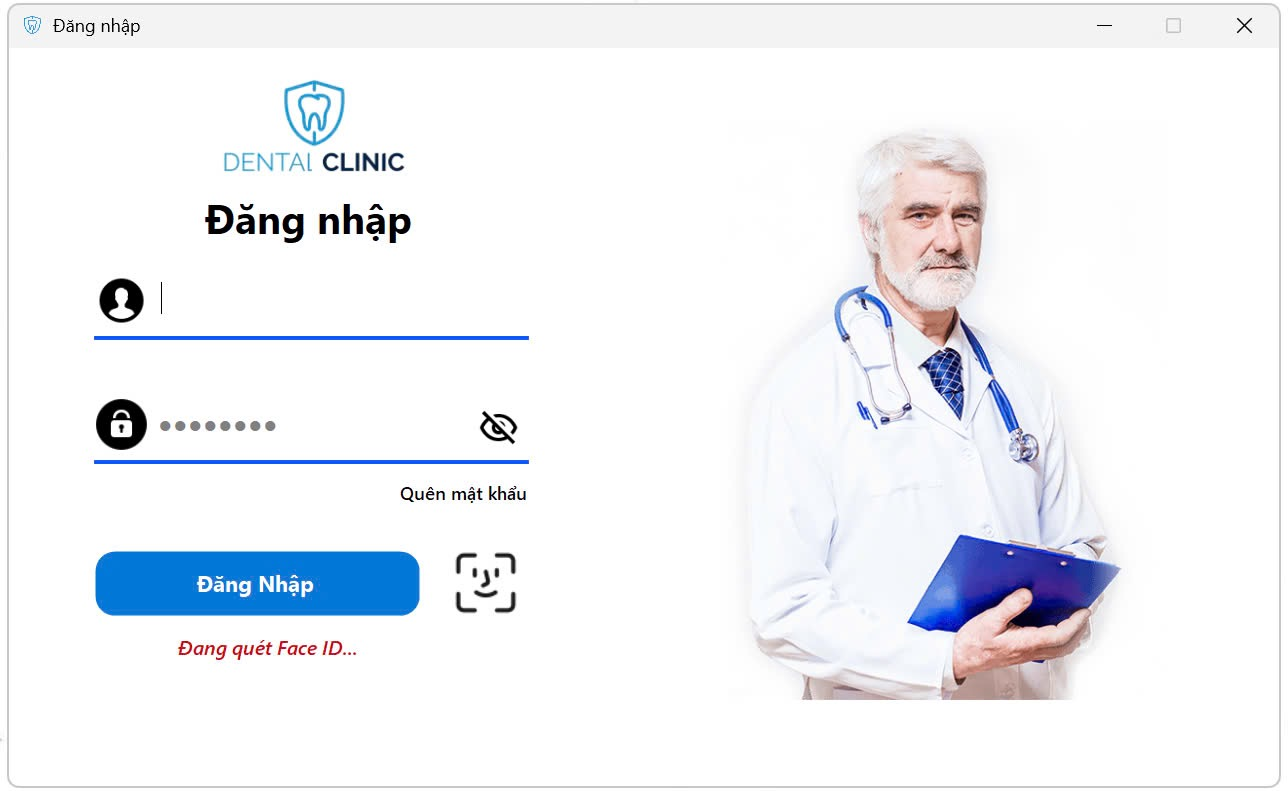 Đăng nhập
DENTAL CLINIC
Đăng nhập
Quên mật khẩu
Đăng Nhập
Đang quét Face ID...